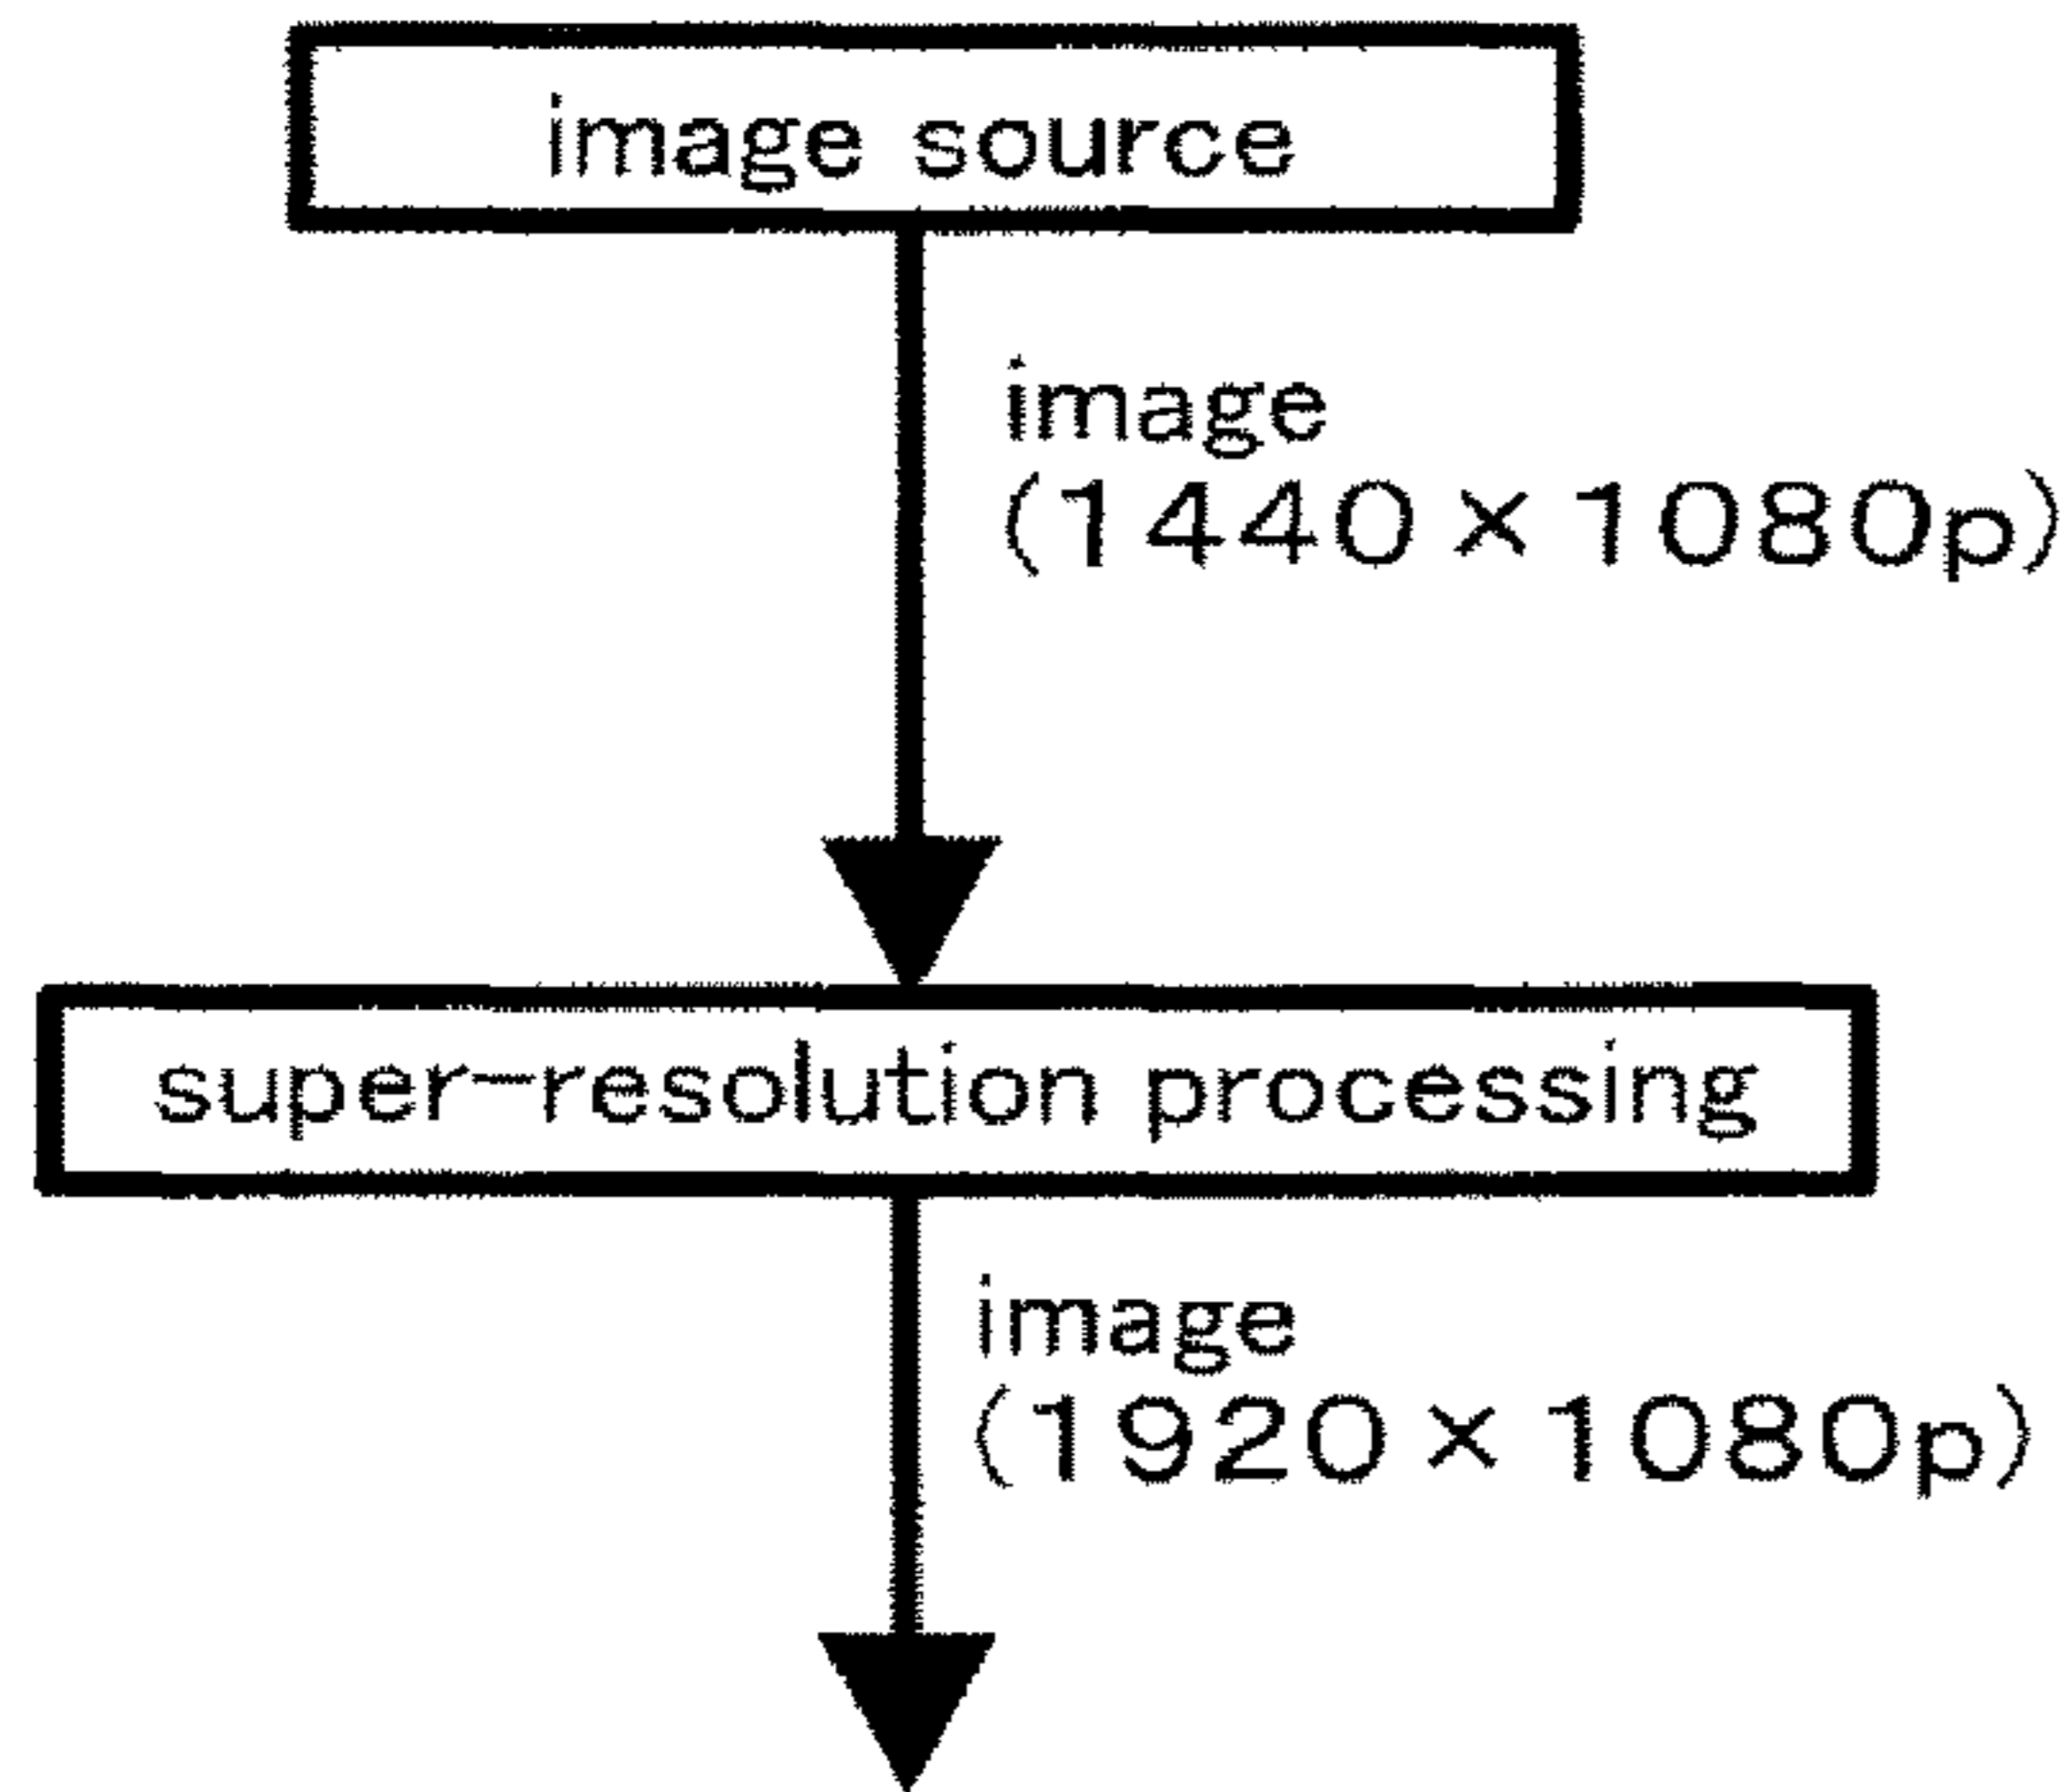 image source
image
(1440×1080p)
super-resolution processing
image
(1920×1080p)